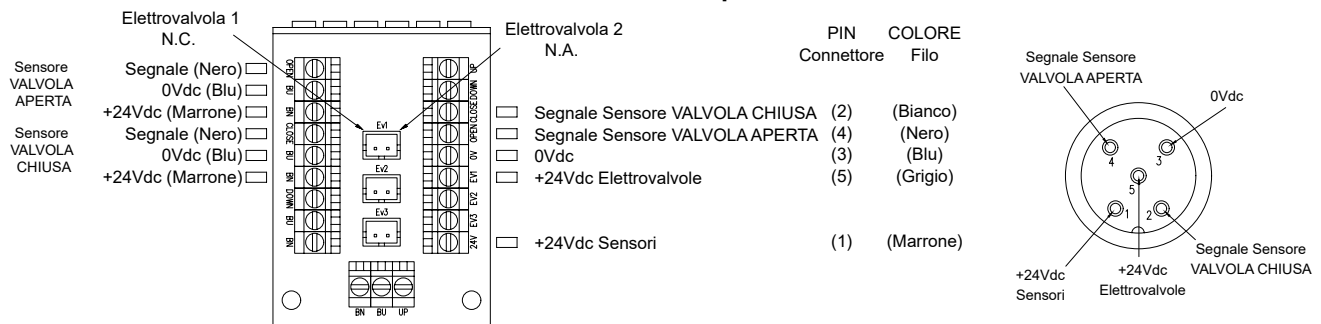 Elettrovalvola 1
N.C.
Elettrovalvola 2
N.A.
PIN
Connettore
COLORE
Filo
Sensore
VALVOLA
APERTA
Segnale (Nero)
0Vdc (Blu)
+24Vdc (Marrone)
Sensore
VALVOLA
CHIUSA
Segnale (Nero)
0Vdc (Blu)
+24Vdc (Marrone)
OPEN
BU
BN
CLOSE
BU
BN
DOWN
BU
BN
Ev1
Ev2
Ev3
UP
DOWN
CLOSE
OPEN
0V
EV1
EV2
EV3
24V
BN BU UP
Segnale Sensore VALVOLA CHIUSA (2) (Bianco)
Segnale Sensore VALVOLA APERTA (4) (Nero)
0Vdc (3) (Blu)
+24Vdc Elettrovalvole (5) (Grigio)
+24Vdc Sensori (1) (Marrone)
Segnale Sensore
VALVOLA APERTA
0Vdc
4
3
5
1
2
+24Vdc
Sensori
+24Vdc
Elettrovalvole
Segnale Sensore
VALVOLA CHIUSA